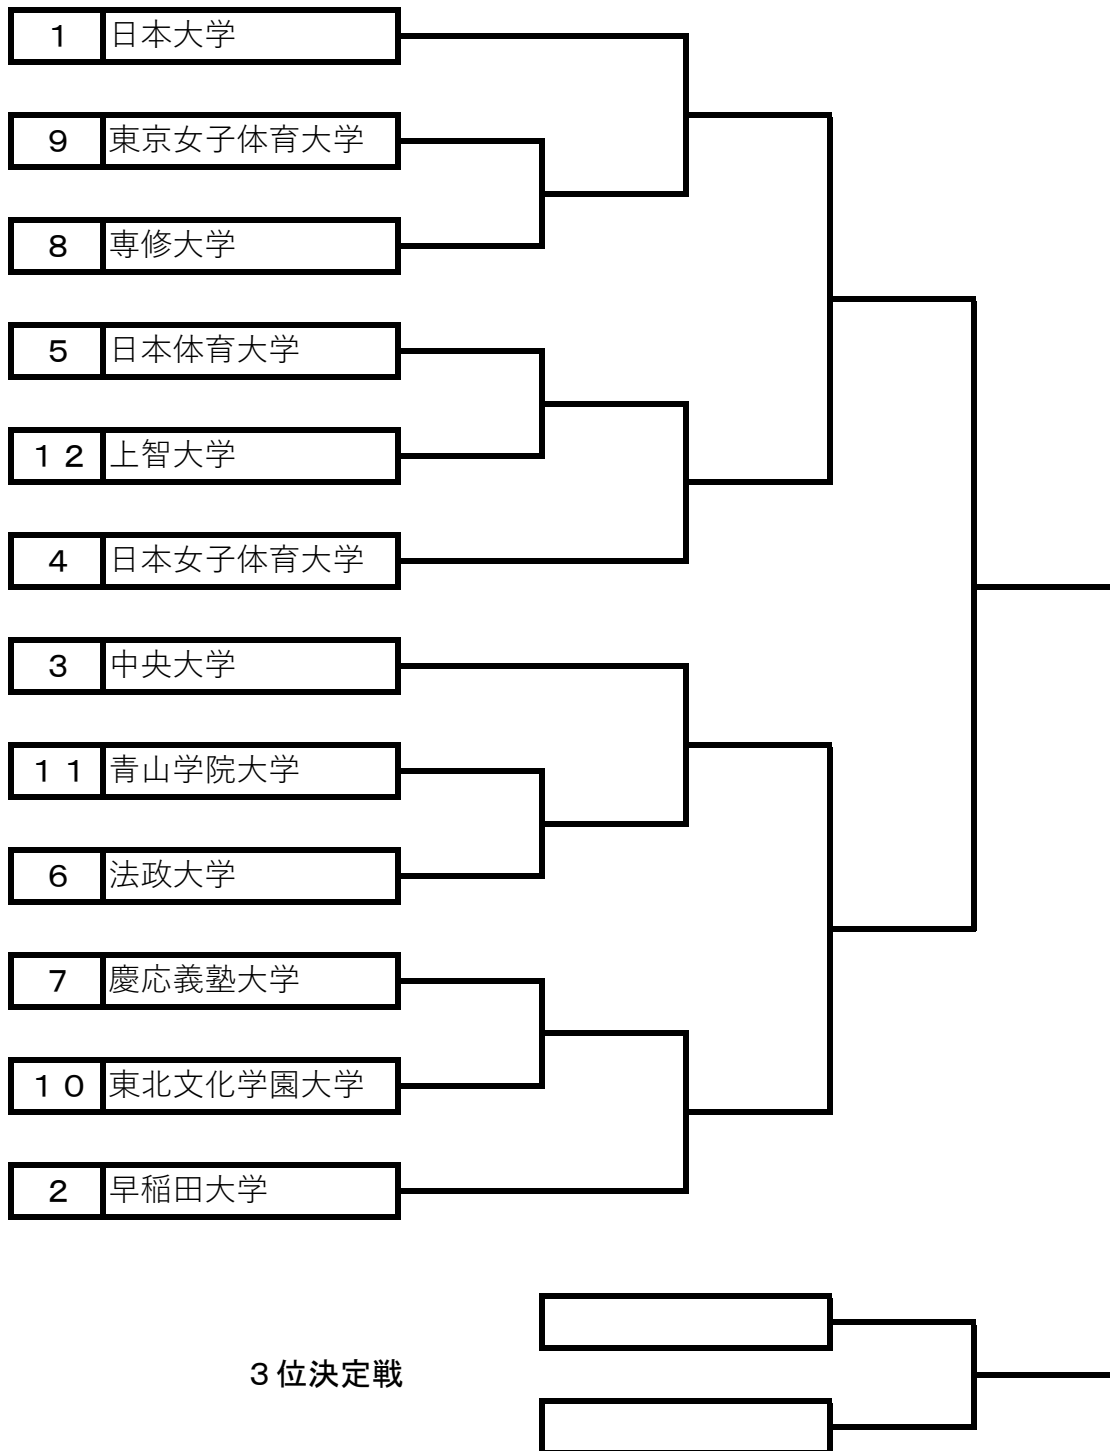 1 日本大学
9 東京女子体育大学
8 専修大学
5 日本体育大学
12 上智大学
4 日本女子体育大学
3 中央大学
11 青山学院大学
6 法政大学
7 慶応義塾大学
10 東北文化学園大学
2 早稲田大学
3位決定戦